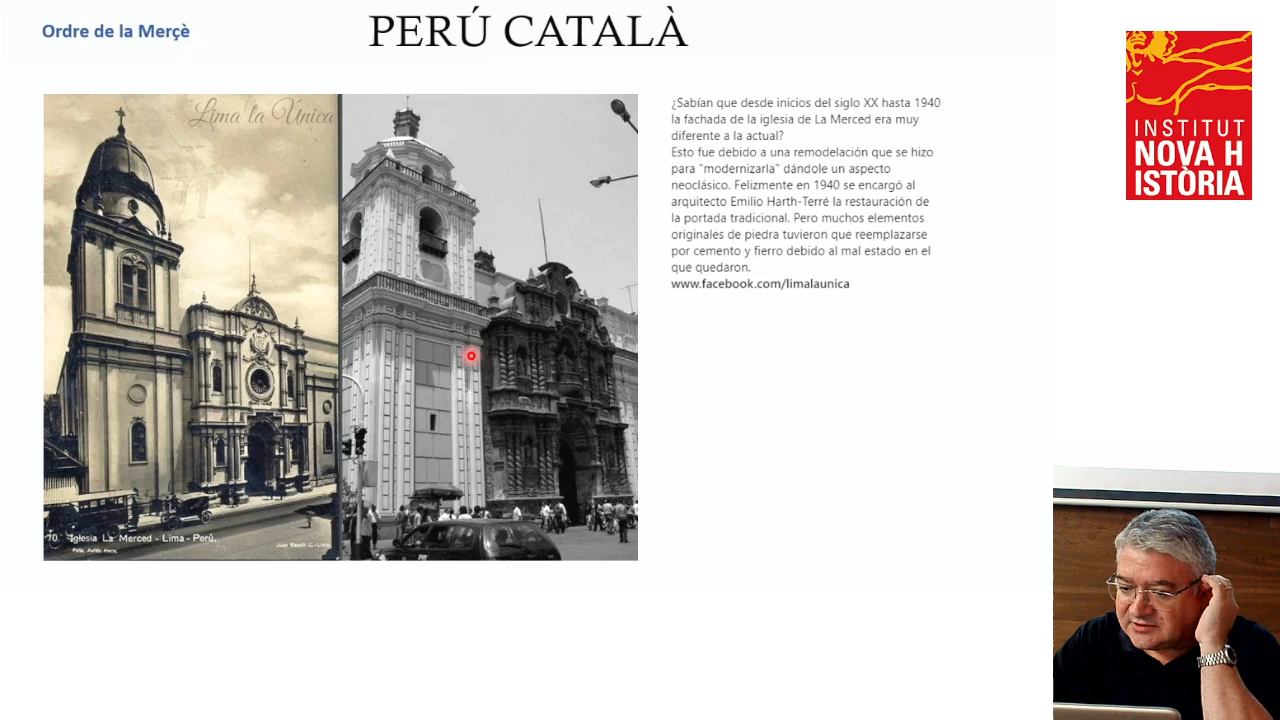 Ordre de la Merçè
PERÚ CATALÀ
Lima la Única
70. Iglesia La Merced - Lima - Perú.
¿Sabían que desde inicios del siglo XX hasta 1940
la fachada de la iglesia de La Merced era muy
diferente a la actual?
Esto fue debido a una remodelación que se hizo
para "modernizarla" dándole un aspecto
neoclásico. Felizmente en 1940 se encargó al
arquitecto Emilio Harth-Terré la restauración de
la portada tradicional. Pero muchos elementos
originales de piedra tuvieron que reemplazarse
por cemento y fierro debido al mal estado en el
que quedaron.
www.facebook.com/limalaunica
INSTITUT
NOVA H
ISTÒRIA